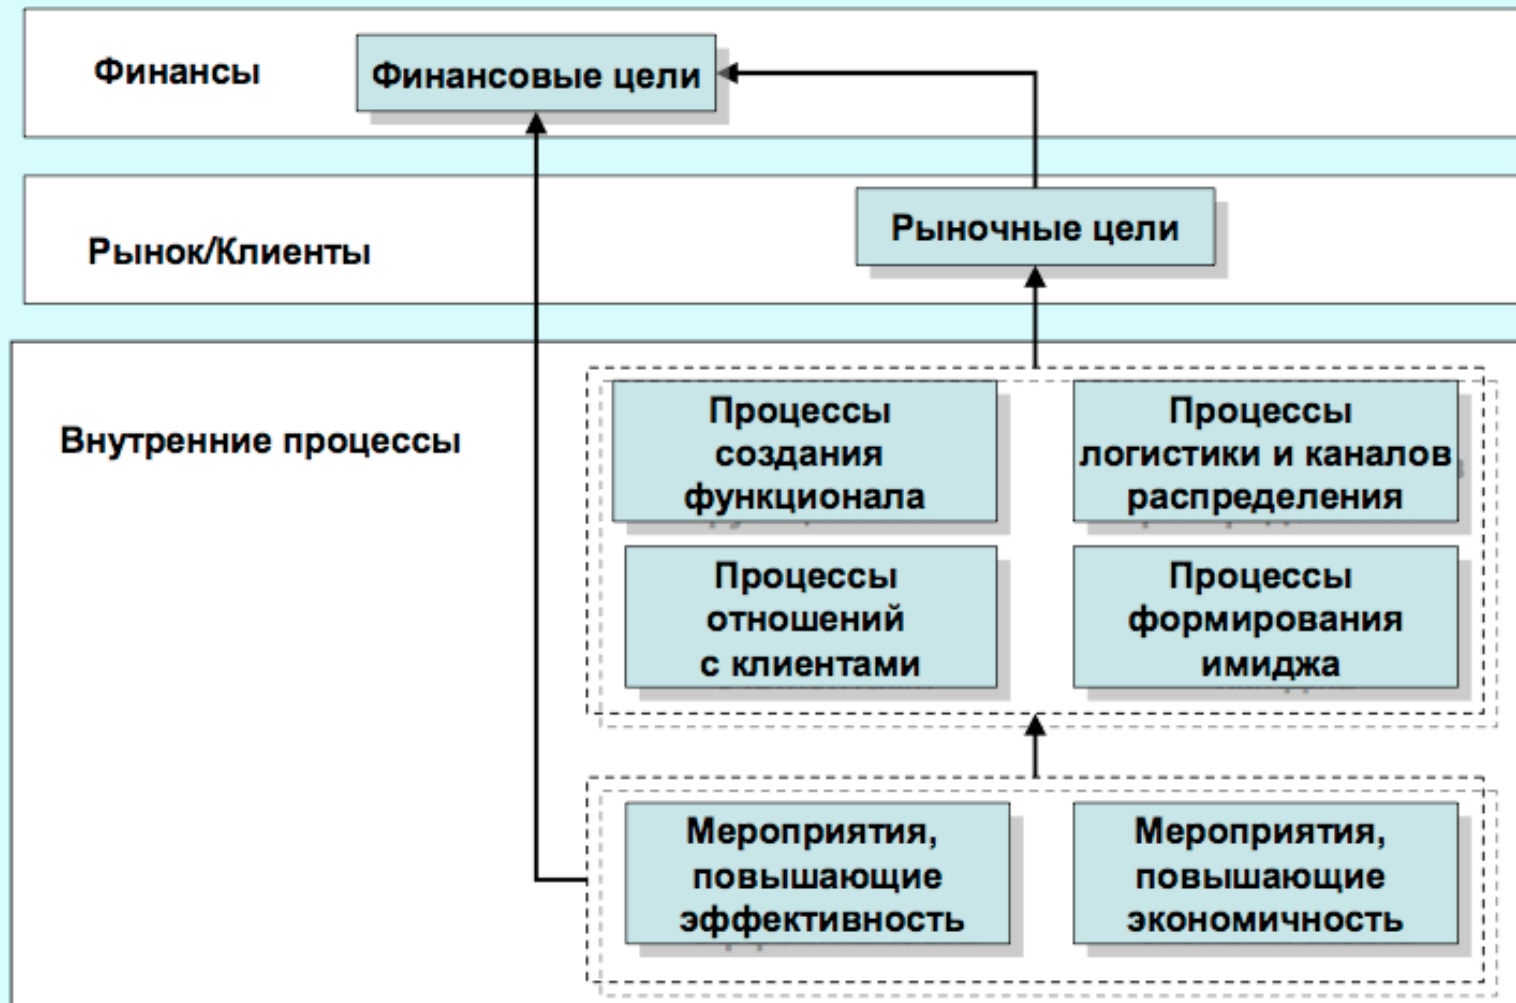 Финансы
Финансовые цели
Рыночные цели
Рынок/Клиенты
Внутренние процессы
Процессы
создания
функционала
Процессы
логистики и каналов
распределения
Процессы
отношений
с клиентами
Процессы
формирования
имиджа
Мероприятия,
повышающие
эффективность
Мероприятия,
повышающие
экономичность